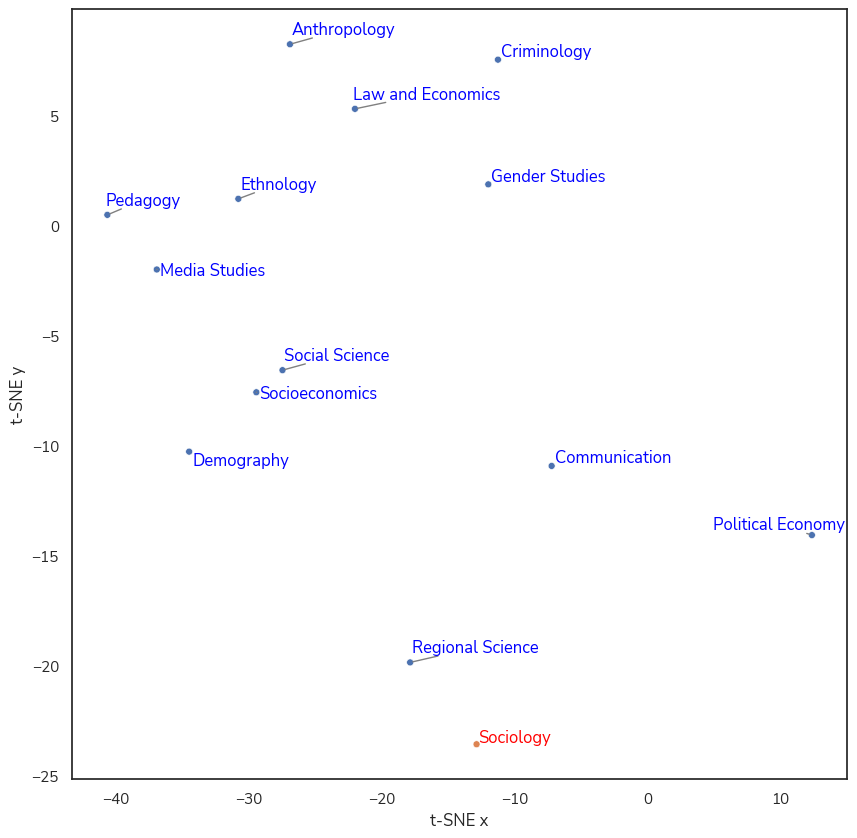 Anthropology
Criminology
Law and Economics
5
Gender Studies
Ethnology
Pedagogy
0
Media Studies
−5
Social Science
Socioeconomics
t-SNE y
−10
Demography
Communication
Political Economy
−15
Regional Science
−20
Sociology
−25
−40 −30 −20 −10 0 10
t-SNE x